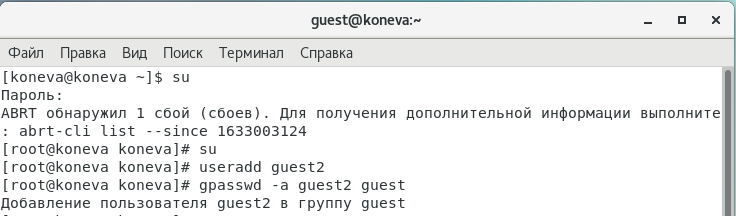 guest@koneva:~
Файл Правка Вид Поиск Терминал Справка
[koneva@koneva ~]$ su
Пароль:
ABRT обнаружил 1 сбой (сбоев). Для получения дополнительной информации выполните
: abrt-cli list --since 1633003124
[root@koneva koneva]# su
[root@koneva koneva]# useradd guest2
[root@koneva koneva]# gpasswd -a guest2 guest
Добавление пользователя guest2 в группу guest